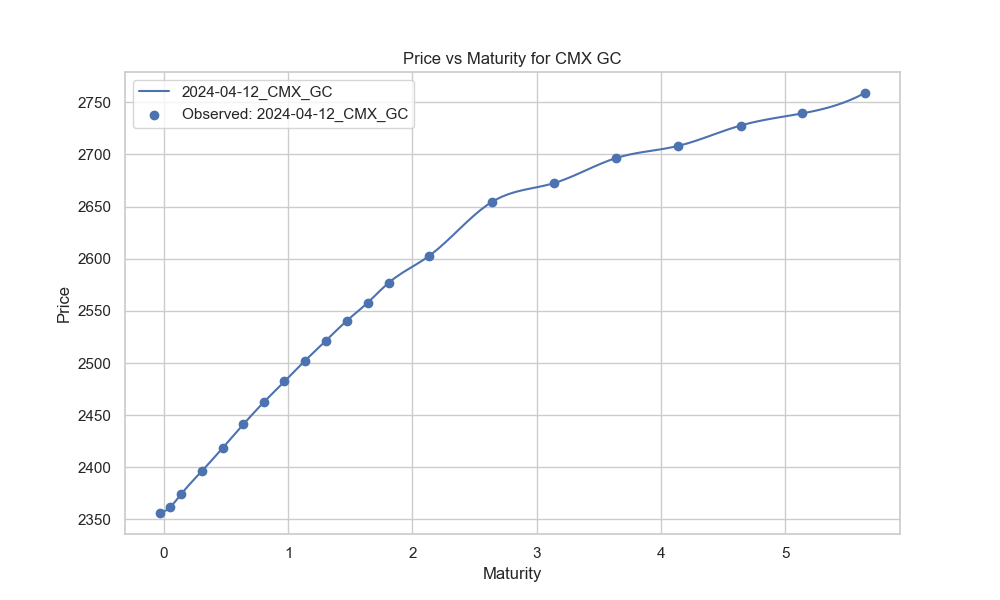 Price vs Maturity for CMX GC
2024-04-12_CMX_GC
Observed: 2024-04-12_CMX_GC
2750
2700
2650
2600
2550
2500
2450
2400
2350
Price
0 1 2 3 4 5
Maturity